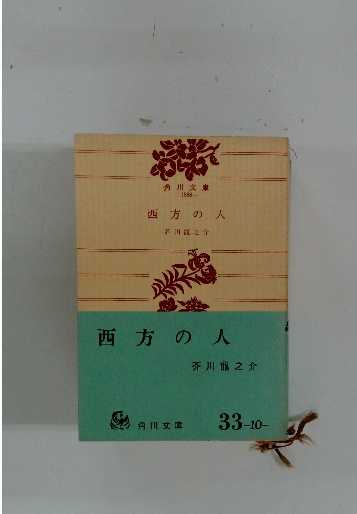 角川文庫
西方の人
芥川龍之介
西方の人
芥川龍之介
角川文庫
33-10-